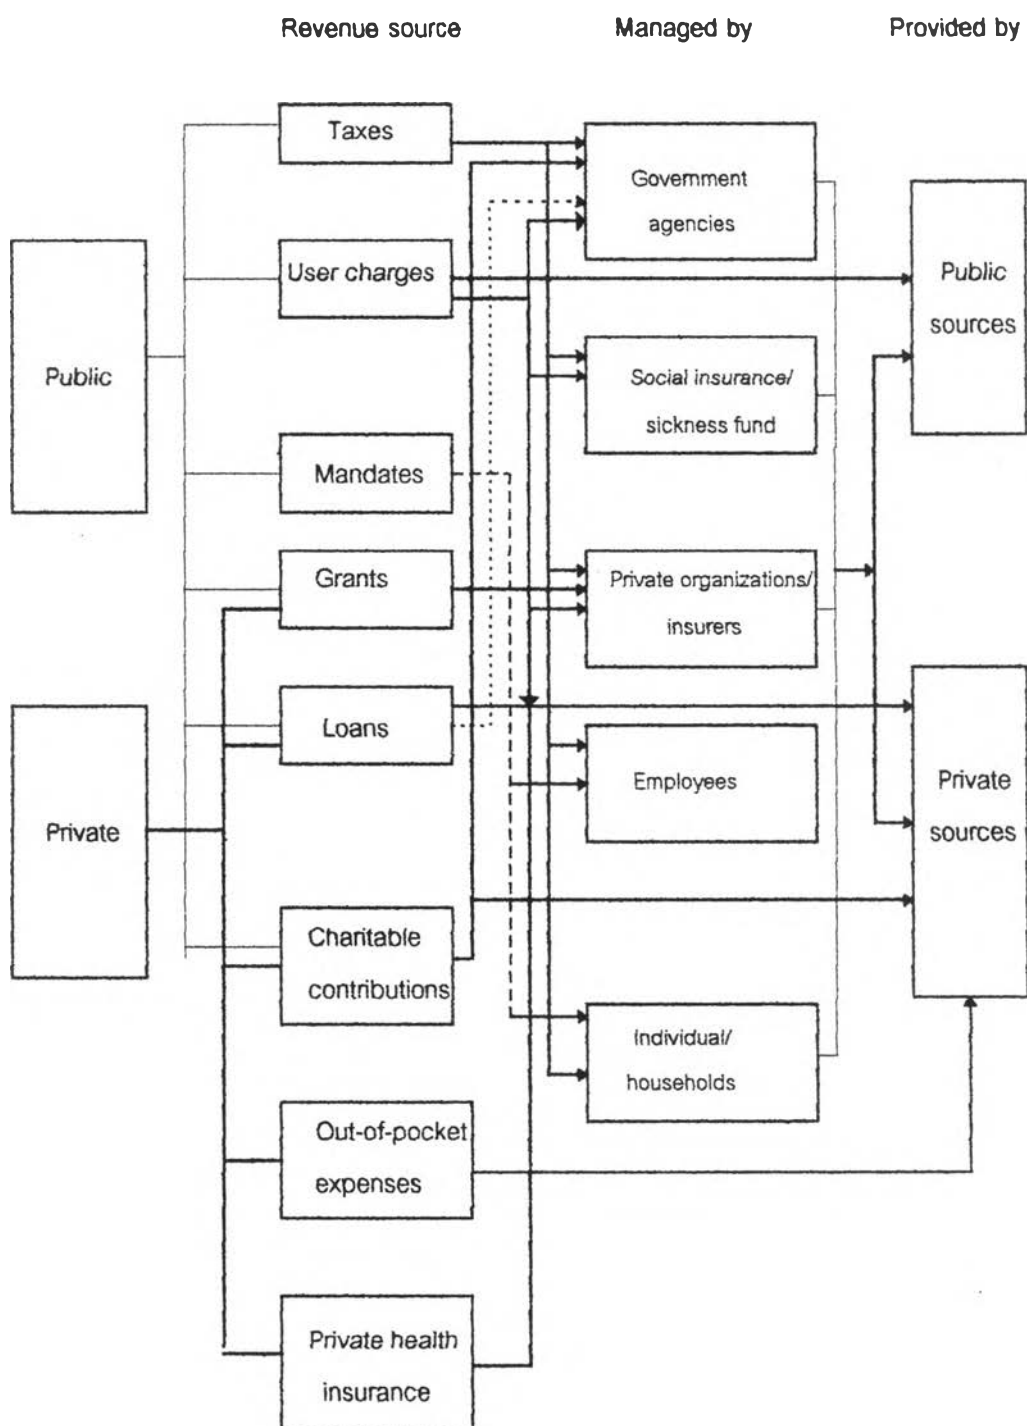 Revenue source
Managed by
Provided by
Public
Private
Taxes
User charges
Mandates
Grants
Loans
Charitable
contributions
Out-of-pocket
expenses
Private health
insurance
Government
agencies
Social insurance/
sickness fund
Private organizations/
insurers
Employees
Individual/
households
Public
sources
Private
sources